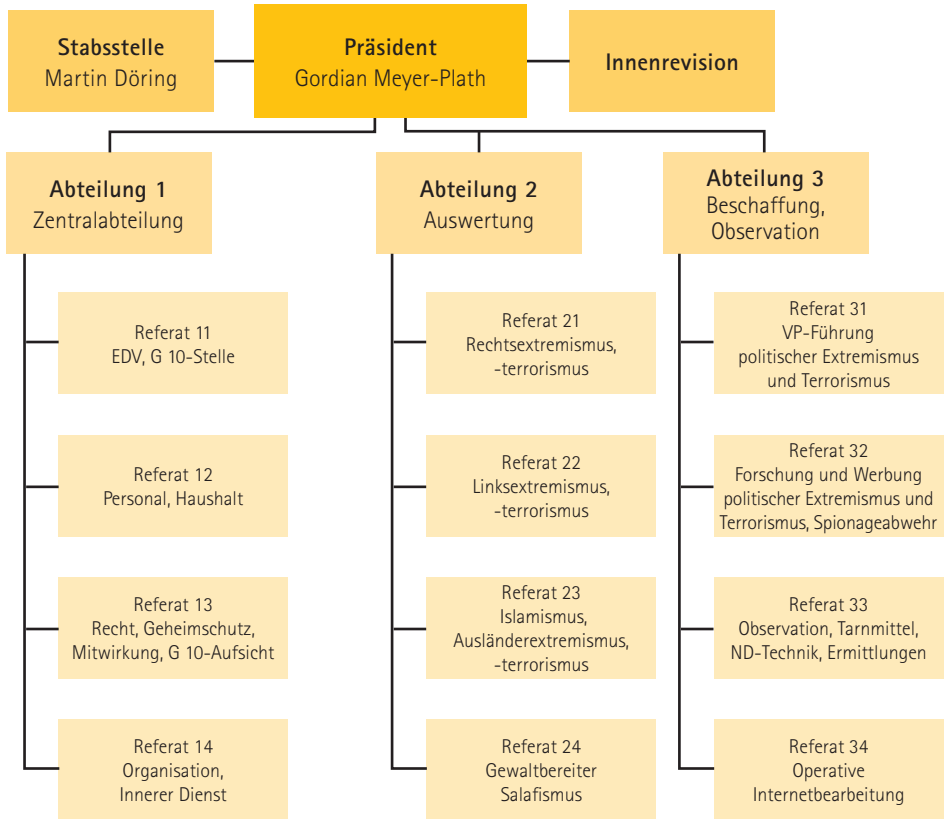 Stabsstelle
Martin Döring
Präsident
Gordian Meyer-Plath
Innenrevision
Abteilung 1
Zentralabteilung
Referat 11
EDV, G 10-Stelle
Referat 12
Personal, Haushalt
Referat 13
Recht, Geheimschutz,
Mitwirkung, G 10-Aufsicht
Referat 14
Organisation,
Innerer Dienst
Abteilung 2
Auswertung
Referat 21
Rechtsextremismus,
-terrorismus
Referat 22
Linksextremismus,
-terrorismus
Referat 23
Islamismus,
Ausländerextremismus,
-terrorismus
Referat 24
Gewaltbereiter
Salafismus
Abteilung 3
Beschaffung,
Observation
Referat 31
VP-Führung
politischer Extremismus
und Terrorismus
Referat 32
Forschung und Werbung
politischer Extremismus und
Terrorismus, Spionageabwehr
Referat 33
Observation, Tarnmittel,
ND-Technik, Ermittlungen
Referat 34
Operative
Internetbearbeitung